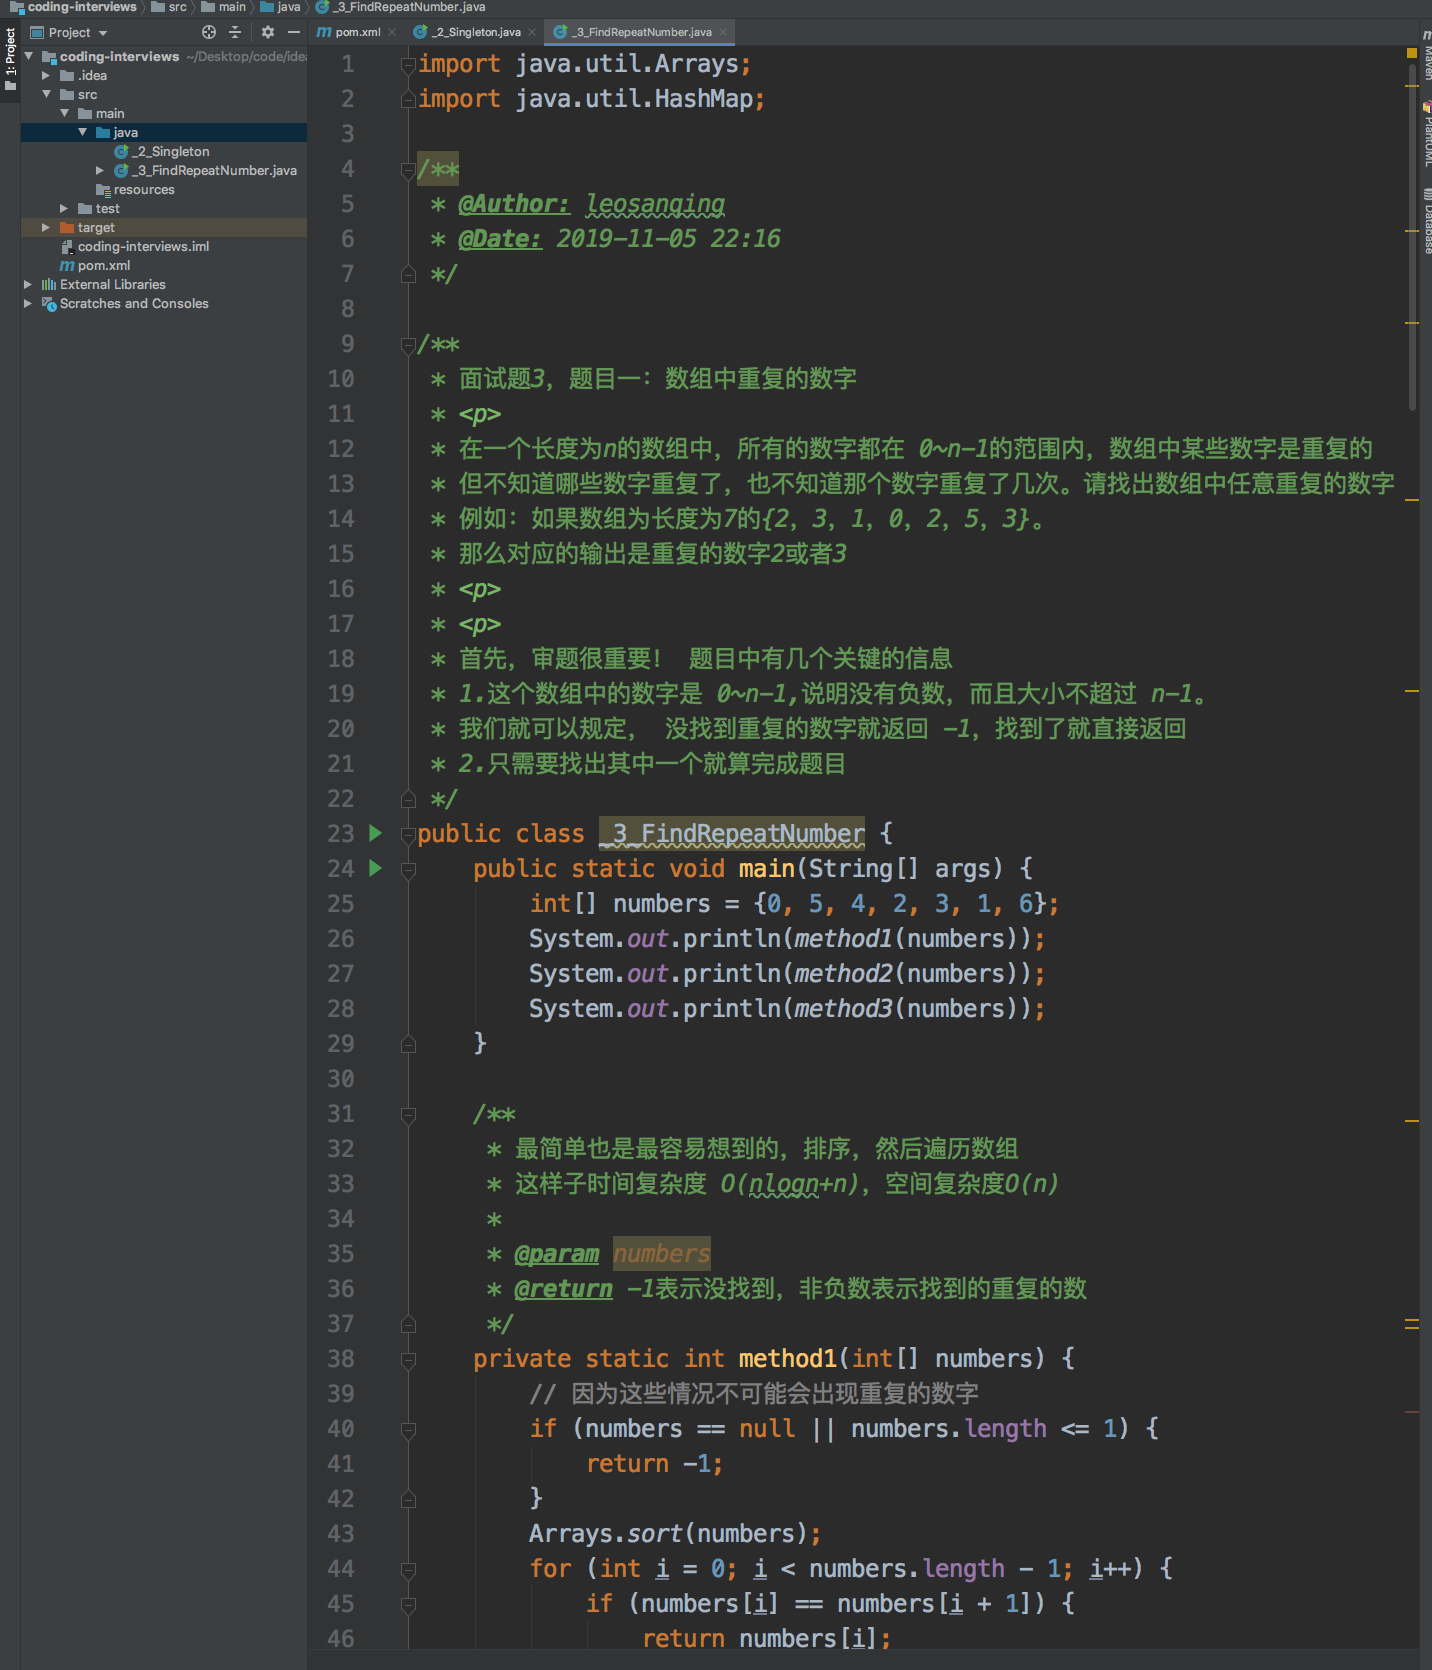 coding-interviews src main java _3_FindRepeatNumber.java
Project
pom.xml _2_Singleton.java _3_FindRepeatNumber.java
1: Project
coding-interviews ~/Desktop/code/idea
.idea
src
main
java
_2_Singleton
_3_FindRepeatNumber.java
resources
test
target
coding-interviews.iml
pom.xml
External Libraries
Scratches and Consoles
1 import java.util.Arrays;
2 import java.util.HashMap;
3
4 /**
5 * @Author: leosanqing
6 * @Date: 2019-11-05 22:16
7 */
8
9 /**
10 * 面试题3，题目一：数组中重复的数字
11 * <p>
12 * 在一个长度为n的数组中，所有的数字都在 0~n-1的范围内，数组中某些数字是重复的
13 * 但不知道哪些数字重复了，也不知道那个数字重复了几次。请找出数组中任意重复的数字
14 * 例如：如果数组为长度为7的{2，3，1，0，2，5，3}。
15 * 那么对应的输出是重复的数字2或者3
16 * <p>
17 * <p>
18 * 首先，审题很重要！ 题目中有几个关键的信息
19 * 1.这个数组中的数字是 0~n-1,说明没有负数，而且大小不超过 n-1。
20 * 我们就可以规定， 没找到重复的数字就返回 -1，找到了就直接返回
21 * 2.只需要找出其中一个就算完成题目
22 */
23 public class _3_FindRepeatNumber {
24 public static void main(String[] args) {
25 int[] numbers = {0, 5, 4, 2, 3, 1, 6};
26 System.out.println(method1(numbers));
27 System.out.println(method2(numbers));
28 System.out.println(method3(numbers));
29 }
30
31 /**
32 * 最简单也是最容易想到的，排序，然后遍历数组
33 * 这样子时间复杂度 O(nlogn+n)，空间复杂度O(n)
34 *
35 * @param numbers
36 * @return -1表示没找到，非负数表示找到的重复的数
37 */
38 private static int method1(int[] numbers) {
39 // 因为这些情况不可能会出现重复的数字
40 if (numbers == null || numbers.length <= 1) {
41 return -1;
42 }
43 Arrays.sort(numbers);
44 for (int i = 0; i < numbers.length - 1; i++) {
45 if (numbers[i] == numbers[i + 1]) {
46 return numbers[i];
Maven
PlantUML
Database